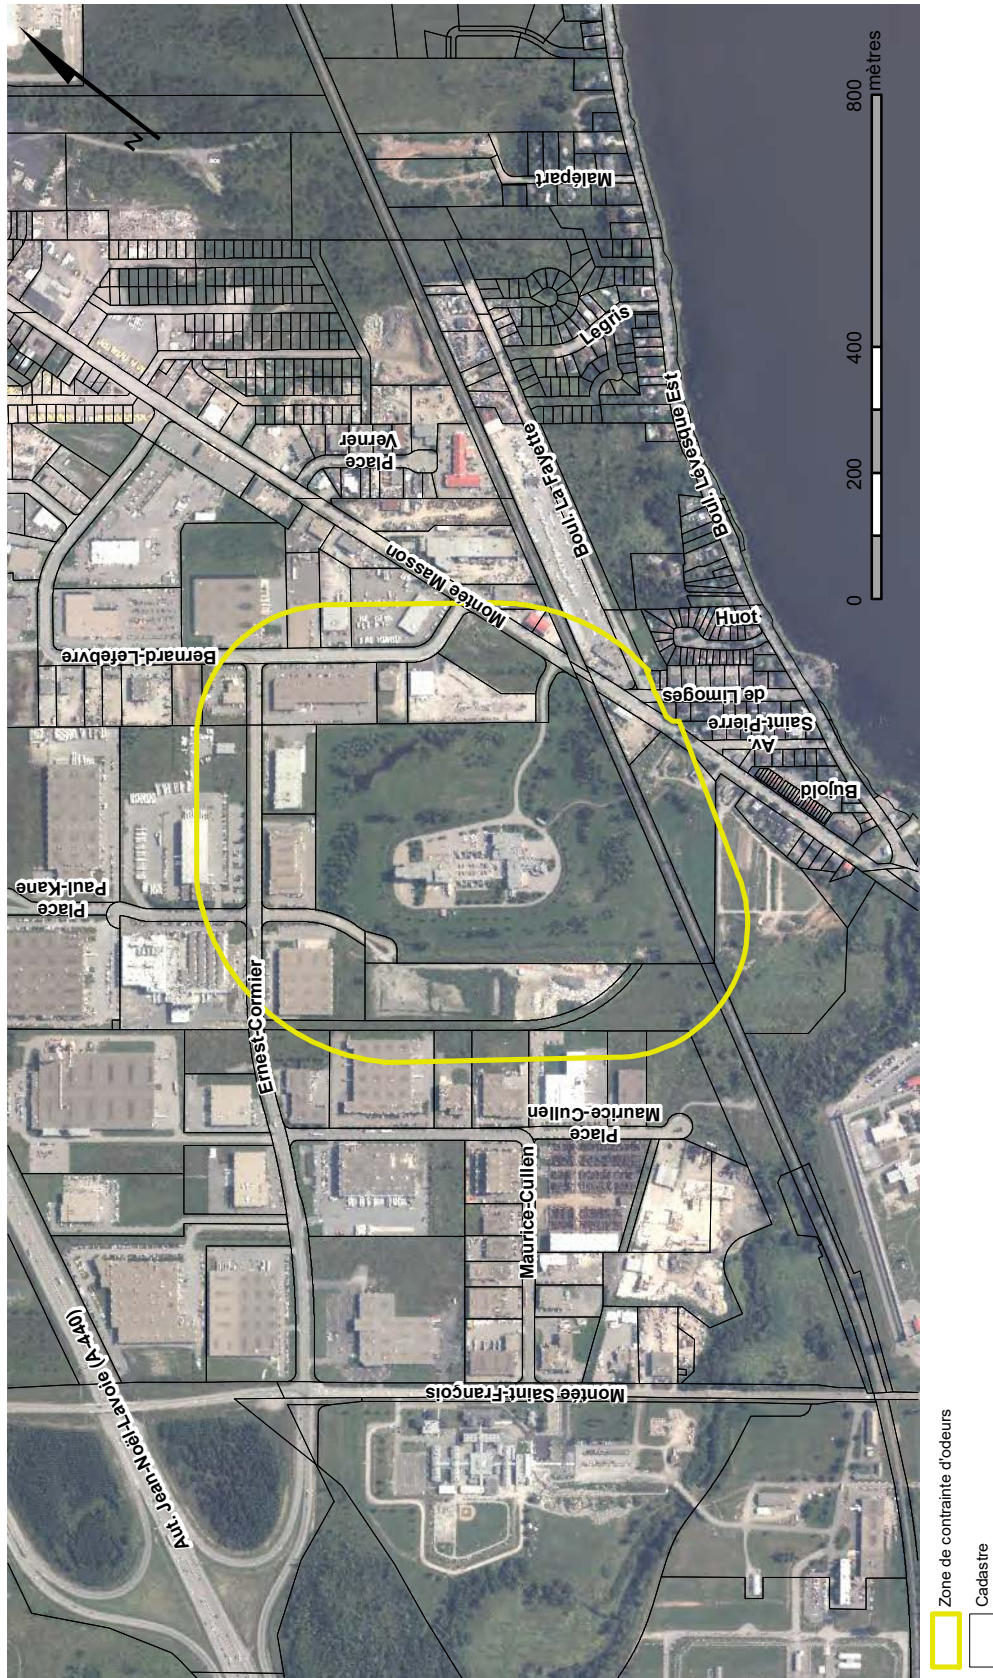 N
Malépart
Legris
Boul. Lévesque Est
Boul. La Fayette
Place
Verner
Montée Masson
Huot
de Limoges
Av.
Saint-Pierre
Bujold
Bernard-Lefebvre
Place
Paul-Kane
Ernest-Cormier
Place
Maurice-Cullen
Maurice-Cullen
Montée Saint-François
Aut. Jean-Noël-Lavoie (A-440)
0
200
400
800
mètres
Zone de contrainte d'odeurs
Cadastre